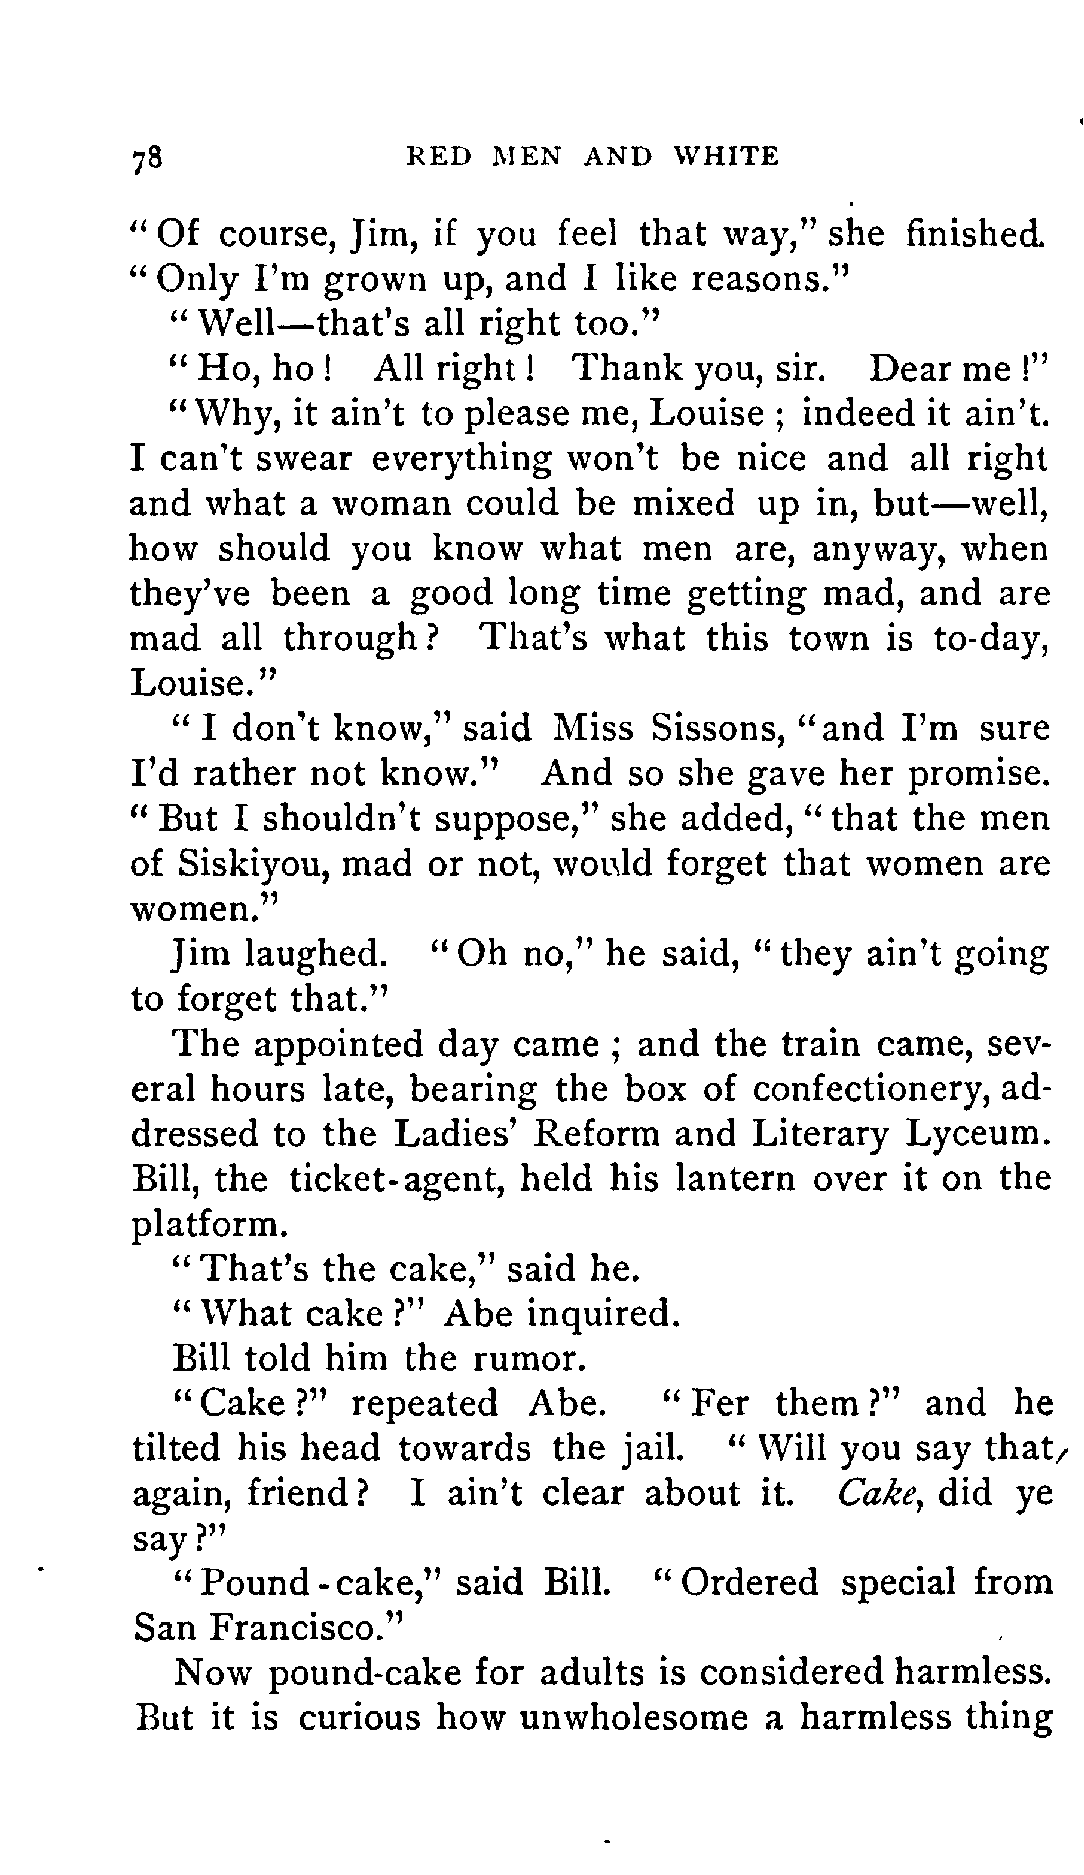 78 RED MEN AND WHITE
"Of course, Jim, if you feel that way," she finished.
"Only I'm grown up, and I like reasons."
"Well—that's all right too."
"Ho, ho! All right! Thank you, sir. Dear me!"
"Why, it ain't to please me, Louise; indeed it ain't.
I can't swear everything won't be nice and all right
and what a woman could be mixed up in, but—well,
how should you know what men are, anyway, when
they've been a good long time getting mad, and are
mad all through? That's what this town is to-day,
Louise."
"I don't know," said Miss Sissons, "and I'm sure
I'd rather not know." And so she gave her promise.
"But I shouldn't suppose," she added, "that the men
of Siskiyou, mad or not, would forget that women are
women."
Jim laughed. "Oh no," he said, "they ain't going
to forget that."
The appointed day came; and the train came, sev-
eral hours late, bearing the box of confectionery, ad-
dressed to the Ladies' Reform and Literary Lyceum.
Bill, the ticket-agent, held his lantern over it on the
platform.
"That's the cake," said he.
"What cake?" Abe inquired.
Bill told him the rumor.
"Cake?" repeated Abe. "Fer them?" and he
tilted his head towards the jail. "Will you say that,
again, friend? I ain't clear about it. Cake, did ye
say?"
"Pound-cake," said Bill. "Ordered special from
San Francisco."
Now pound-cake for adults is considered harmless.
But it is curious how unwholesome a harmless thing